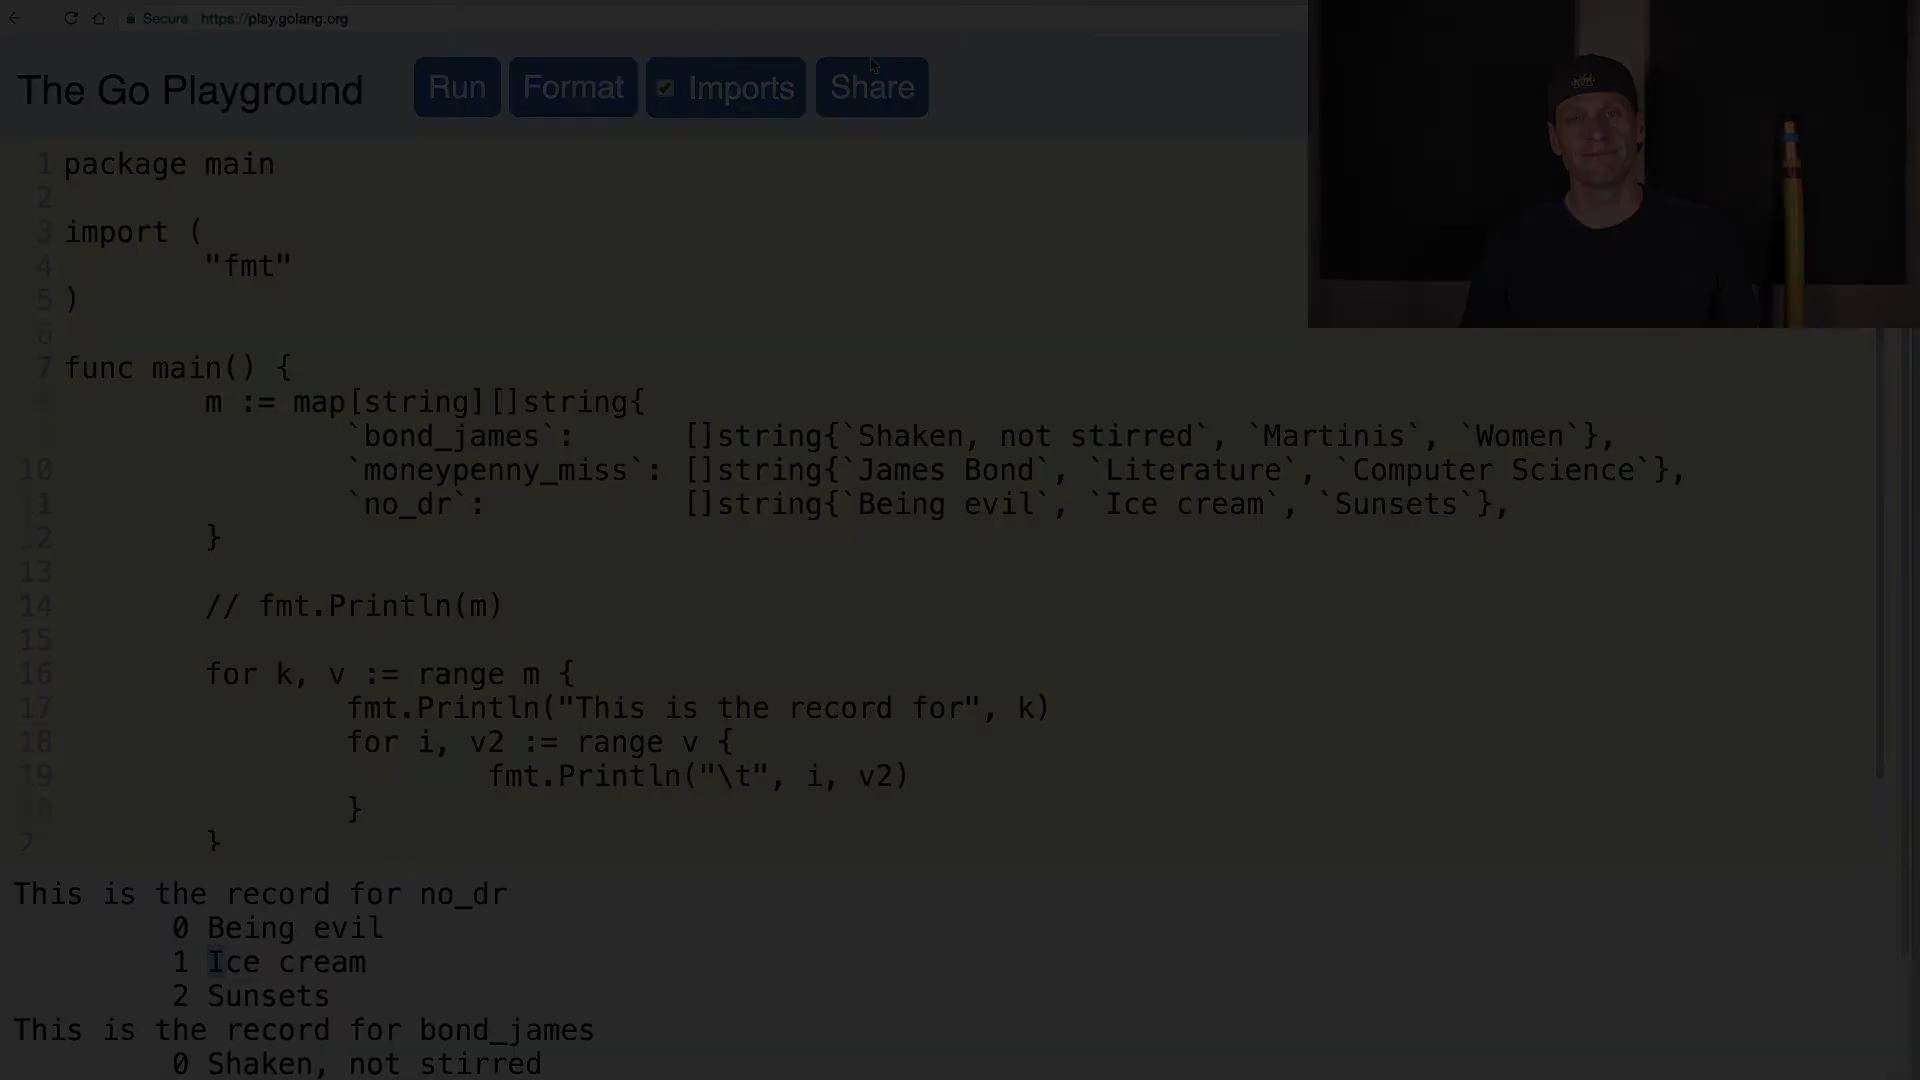 Secure https://play.golang.org
The Go Playground Run Format Imports Share
1 package main
2
3 import (
4 "fmt"
5 )
6
7 func main() {
m := map[string][]string{
`bond_james`: []string{`Shaken, not stirred`, `Martinis`, `Women`},
10 `moneypenny_miss`: []string{`James Bond`, `Literature`, `Computer Science`},
1 `no_dr`: []string{`Being evil`, `Ice cream`, `Sunsets`},
12 }
13
14 // fmt.Println(m)
15
16 for k, v := range m {
17 fmt.Println("This is the record for", k)
18 for i, v2 := range v {
19 fmt.Println("\t", i, v2)
}
2 }
This is the record for no_dr
0 Being evil
1 Ice cream
2 Sunsets
This is the record for bond_james
0 Shaken, not stirred